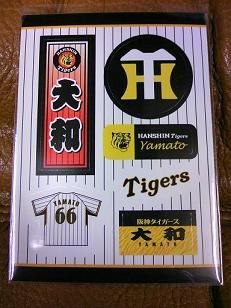 HANSHIN
Tigers
大和
TH
HANSHIN Tigers
Yamato
Tigers
YAMATO
66
阪神タイガース
大和
YAMATO